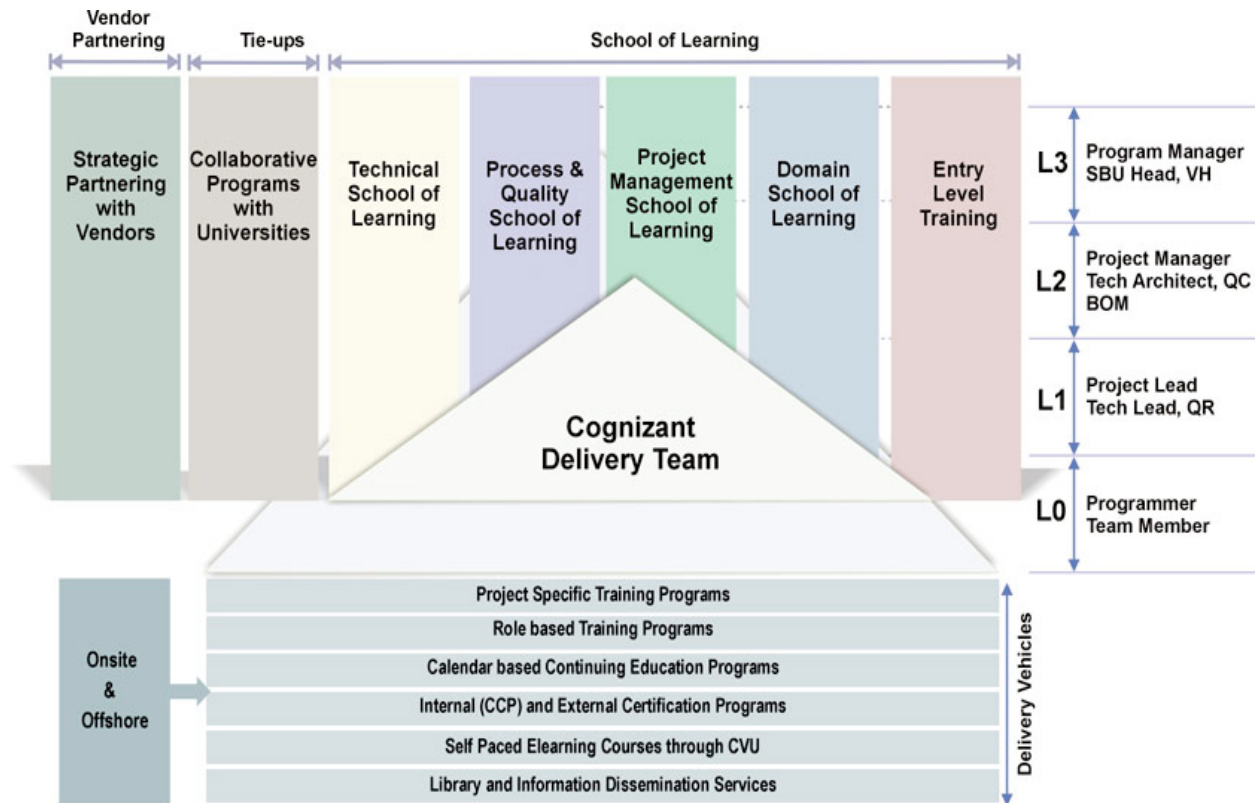 Vendor
Partnering
Tie-ups
School of Learning
Strategic
Partnering
with
Vendors
Collaborative
Programs
with
Universities
Technical
School of
Learning
Process &
Quality
School of
Learning
Project
Management
School of
Learning
Domain
School of
Learning
Entry
Level
Training
L3
Program Manager
SBU Head, VH
L2
Project Manager
Tech Architect, QC
BOM
L1
Project Lead
Tech Lead, QR
L0
Programmer
Team Member
Cognizant
Delivery Team
Onsite
&
Offshore
Project Specific Training Programs
Role based Training Programs
Calendar based Continuing Education Programs
Internal (CCP) and External Certification Programs
Self Paced Elearning Courses through CVU
Library and Information Dissemination Services
Delivery Vehicles